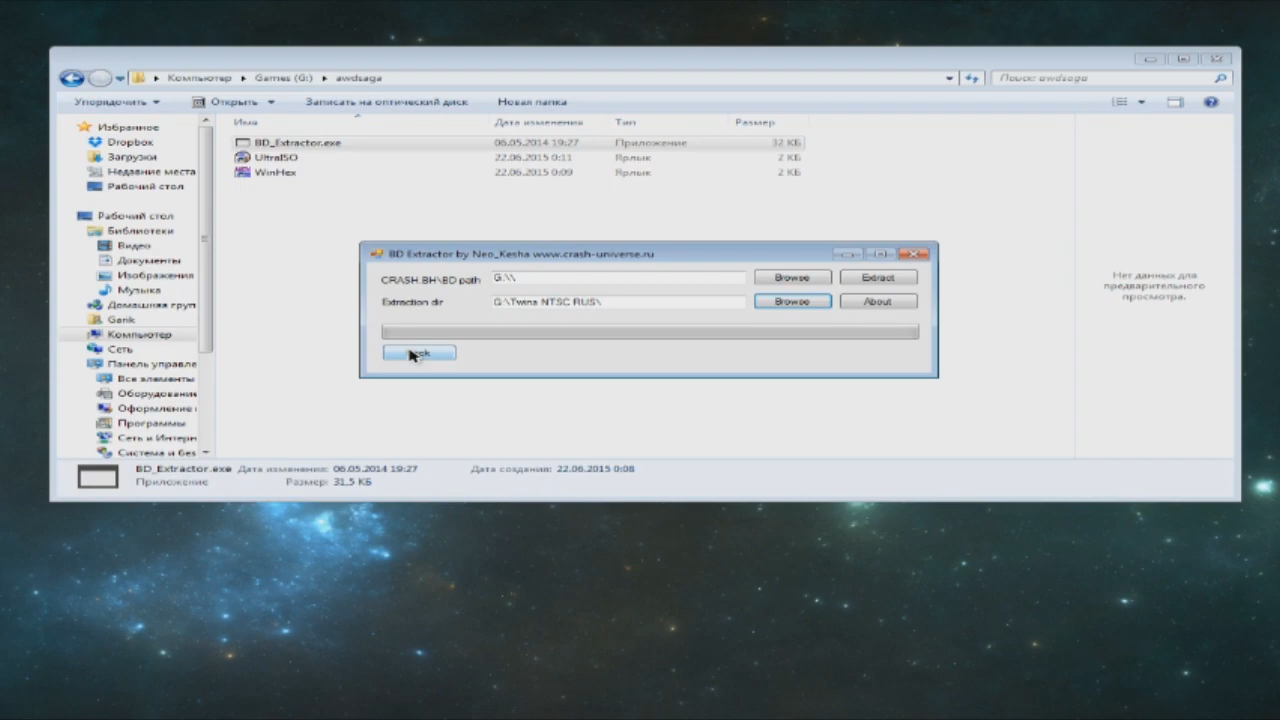 Компьютер ▸ Games (G:) ▸ awdsaga
Поиск: awdsaga
Упорядочить
Открыть
Записать на оптический диск
Новая папка
Имя
Дата изменения
Тип
Размер
BD_Extractor.exe 06.05.2014 19:27 Приложение 32 КБ
UltraISO 22.06.2015 0:11 Ярлык 2 КБ
WinHex 22.06.2015 0:09 Ярлык 2 КБ
Избранное
Dropbox
Загрузки
Недавние места
Рабочий стол
Рабочий стол
Библиотеки
Видео
Документы
Изображения
Музыка
Домашняя груп
Garik
Компьютер
Сеть
Панель управле
Все элементы
Оборудование
Оформление
Программы
Сеть и Интерн
Система и без
BD Extractor by Neo_Kesha www.crash-universe.ru
CRASH.BH\BD path G:\\ Browse Extract
Extraction dir G:\Twins NTSC RUS\ Browse About
Нет данных для
предварительного
просмотра.
BD_Extractor.exe Дата изменения: 06.05.2014 19:27 Дата создания: 22.06.2015 0:08
Приложение Размер: 31,5 КБ